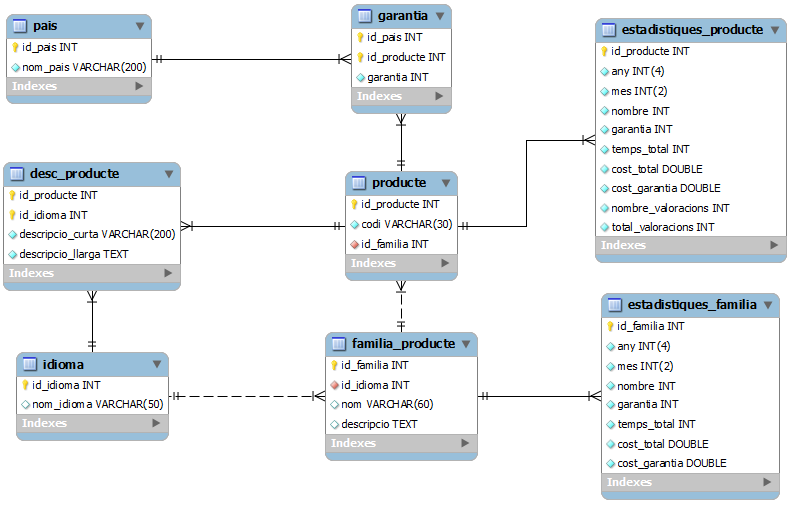 pais
id_pais INT
nom_pais VARCHAR(200)
Indexes
garantia
id_pais INT
id_producte INT
garantia INT
Indexes
estadistiques_producte
id_producte INT
any INT(4)
mes INT(2)
nombre INT
garantia INT
temps_total INT
cost_total DOUBLE
cost_garantia DOUBLE
nombre_valoracions INT
total_valoracions INT
Indexes
desc_producte
id_producte INT
id_idioma INT
descripcio_curta VARCHAR(200)
descripcio_llarga TEXT
Indexes
producte
id_producte INT
codi VARCHAR(30)
id_familia INT
Indexes
idioma
id_idioma INT
nom_idioma VARCHAR(50)
Indexes
familia_producte
id_familia INT
id_idioma INT
nom VARCHAR(60)
descripcio TEXT
Indexes
estadistiques_familia
id_familia INT
any INT(4)
mes INT(2)
nombre INT
garantia INT
temps_total INT
cost_total DOUBLE
cost_garantia DOUBLE
Indexes